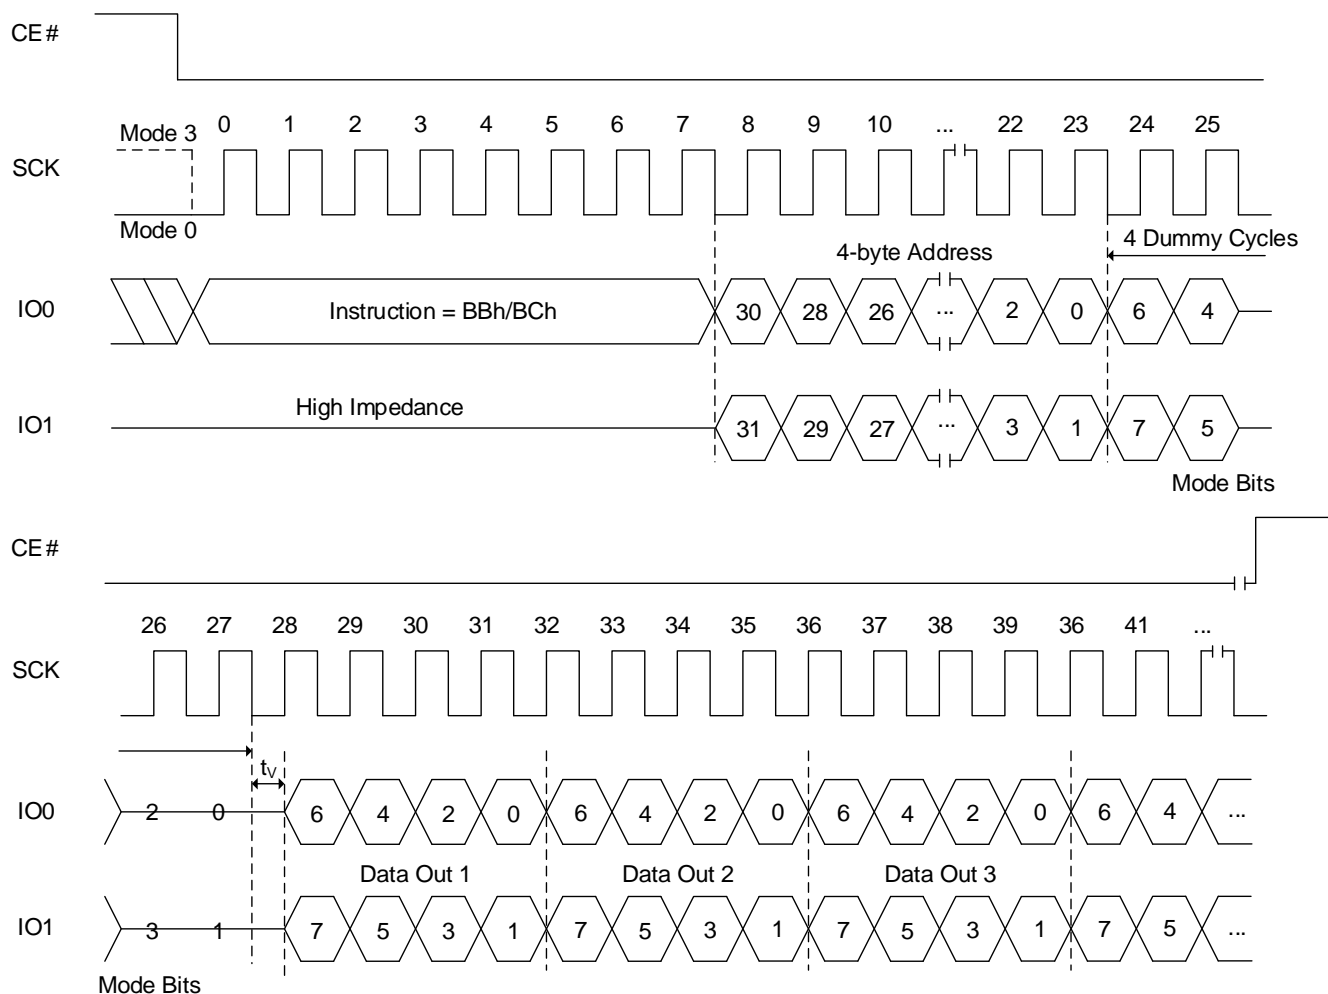 CE#
Mode 3 0 1 2 3 4 5 6 7 8 9 10 ... 22 23 24 25
SCK
Mode 0
4-byte Address 4 Dummy Cycles
IO0 Instruction = BBh/BCh 30 28 26 ... 2 0 6 4
High Impedance
IO1 31 29 27 ... 3 1 7 5
Mode Bits
CE#
26 27 28 29 30 31 32 33 34 35 36 37 38 39 36 41 ...
SCK
tV
IO0 2 0 6 4 2 0 6 4 2 0 6 4 2 0 6 4 ...
Data Out 1 Data Out 2 Data Out 3
IO1 3 1 7 5 3 1 7 5 3 1 7 5 3 1 7 5 ...
Mode Bits